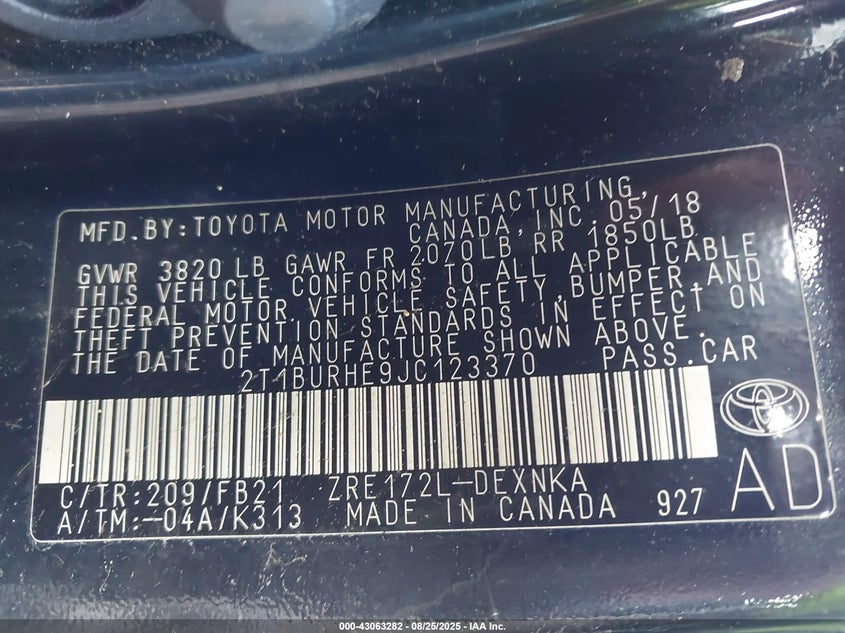 MFD.BY:TOYOTA MOTOR MANUFACTURING,
CANADA, INC. 05/18
GVWR 3820 LB GAWR FR 2070LB RR 1850LB
THIS VEHICLE CONFORMS TO ALL APPLICABLE
FEDERAL MOTOR VEHICLE SAFETY,BUMPER,AND
THEFT PREVENTION STANDARDS IN EFFECT ON
THE DATE OF MANUFACTURE SHOWN ABOVE.
2T1BURHE9JC123370 PASS.CAR
C/TR:209/FB21 ZRE172L-DEXNKA
A/TM:-04A/K313 MADE IN CANADA 927 AD
000-43063282 - 08/25/2025 - IAA Inc.